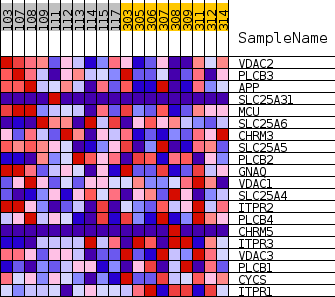 106 107 108 109 111 112 113 114 115 117 303 305 306 307 308 309 311 312 314
SampleName
VDAC2
PLCB3
APP
SLC25A31
MCU
SLC25A6
CHRM3
SLC25A5
PLCB2
GNAQ
VDAC1
SLC25A4
ITPR2
PLCB4
CHRM5
ITPR3
VDAC3
PLCB1
CYCS
ITPR1